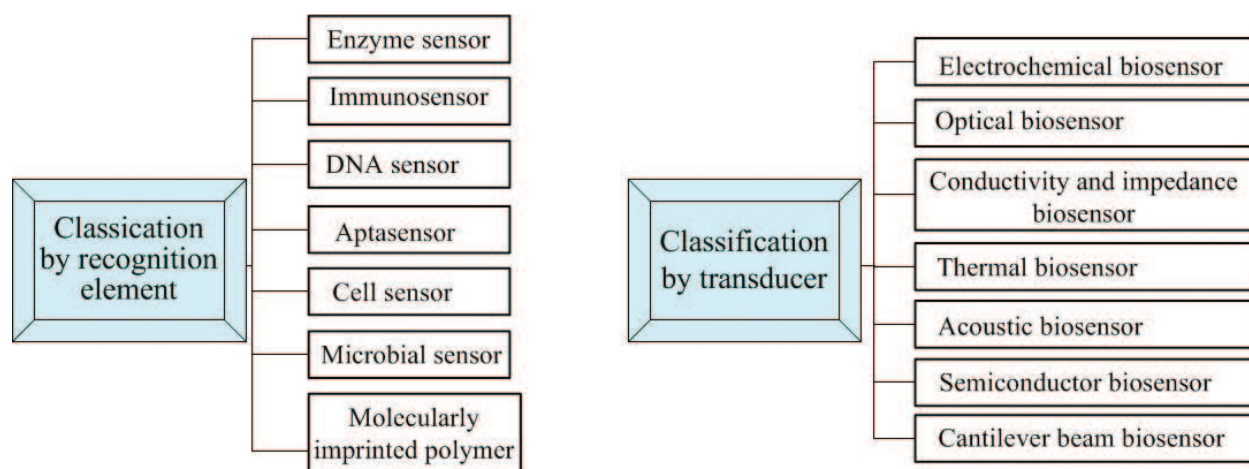 Classication
by recognition
element
Enzyme sensor
Immunosensor
DNA sensor
Aptasensor
Cell sensor
Microbial sensor
Molecularly
imprinted polymer
Classification
by transducer
Electrochemical biosensor
Optical biosensor
Conductivity and impedance
biosensor
Thermal biosensor
Acoustic biosensor
Semiconductor biosensor
Cantilever beam biosensor